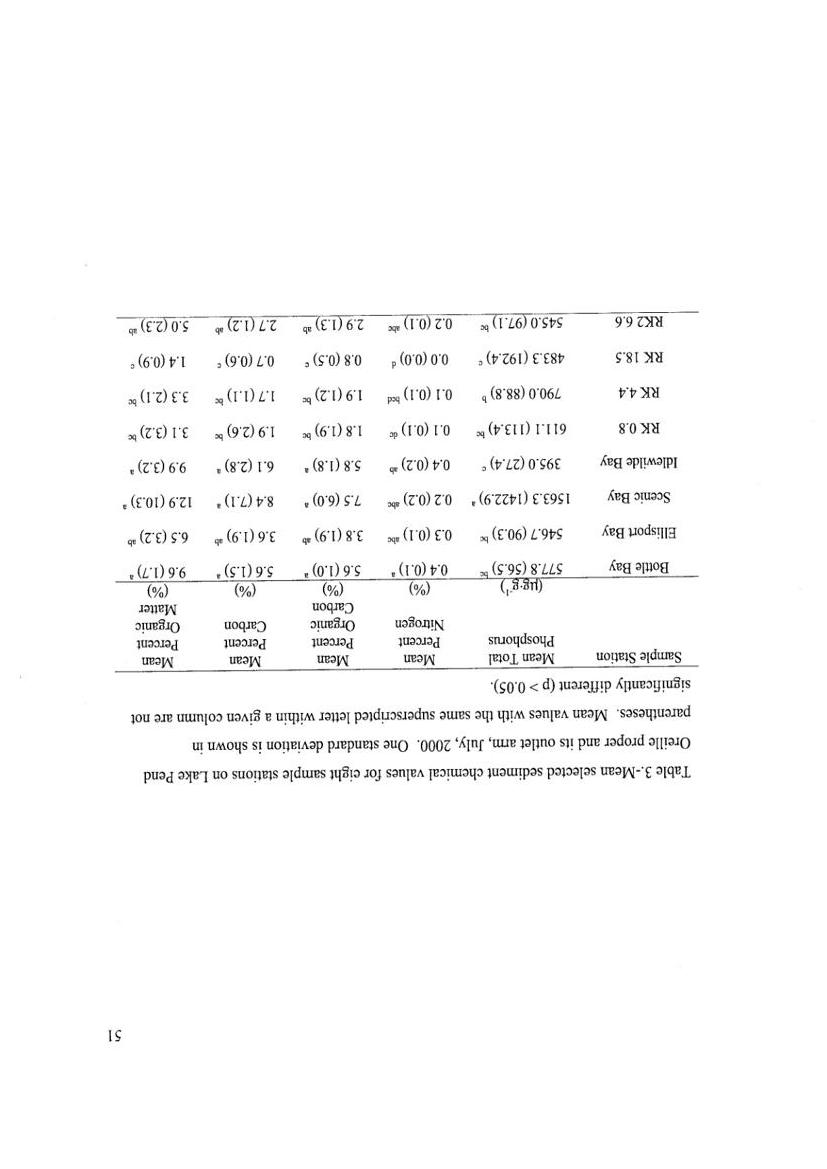 51
Table 3.-Mean selected sediment chemical values for eight sample stations on Lake Pend
Oreille proper and its outlet arm, July, 2000. One standard deviation is shown in
parentheses. Mean values with the same superscripted letter within a given column are not
significantly different (p > 0.05).
Sample Station Mean Total Mean Mean Mean Mean
Phosphorus Percent Percent Percent Percent
Nitrogen Organic Carbon Organic
Carbon Matter
(µg·g⁻¹) (%) (%) (%) (%)
Bottle Bay 577.8 (56.5) bc 0.4 (0.1) a 5.6 (1.0) a 5.6 (1.5) a 9.6 (1.7) a
Ellisport Bay 546.7 (90.3) bc 0.3 (0.1) abc 3.8 (1.9) ab 3.6 (1.9) ab 6.5 (3.2) ab
Scenic Bay 1563.3 (1422.9) a 0.2 (0.2) abc 7.5 (6.0) a 8.4 (7.1) a 12.9 (10.3) a
Idlewilde Bay 395.0 (27.4) c 0.4 (0.2) ab 5.8 (1.8) a 6.1 (2.8) a 9.9 (3.2) a
RK 0.8 611.1 (113.4) bc 0.1 (0.1) dc 1.8 (1.9) bc 1.9 (2.6) bc 3.1 (3.2) bc
RK 4.4 790.0 (88.8) b 0.1 (0.1) bcd 1.9 (1.2) bc 1.7 (1.1) bc 3.3 (2.1) bc
RK 18.5 483.3 (192.4) c 0.0 (0.0) d 0.8 (0.5) c 0.7 (0.6) c 1.4 (0.9) c
RK2 6.6 545.0 (97.1) bc 0.2 (0.1) abc 2.9 (1.3) ab 2.7 (1.2) ab 5.0 (2.3) ab